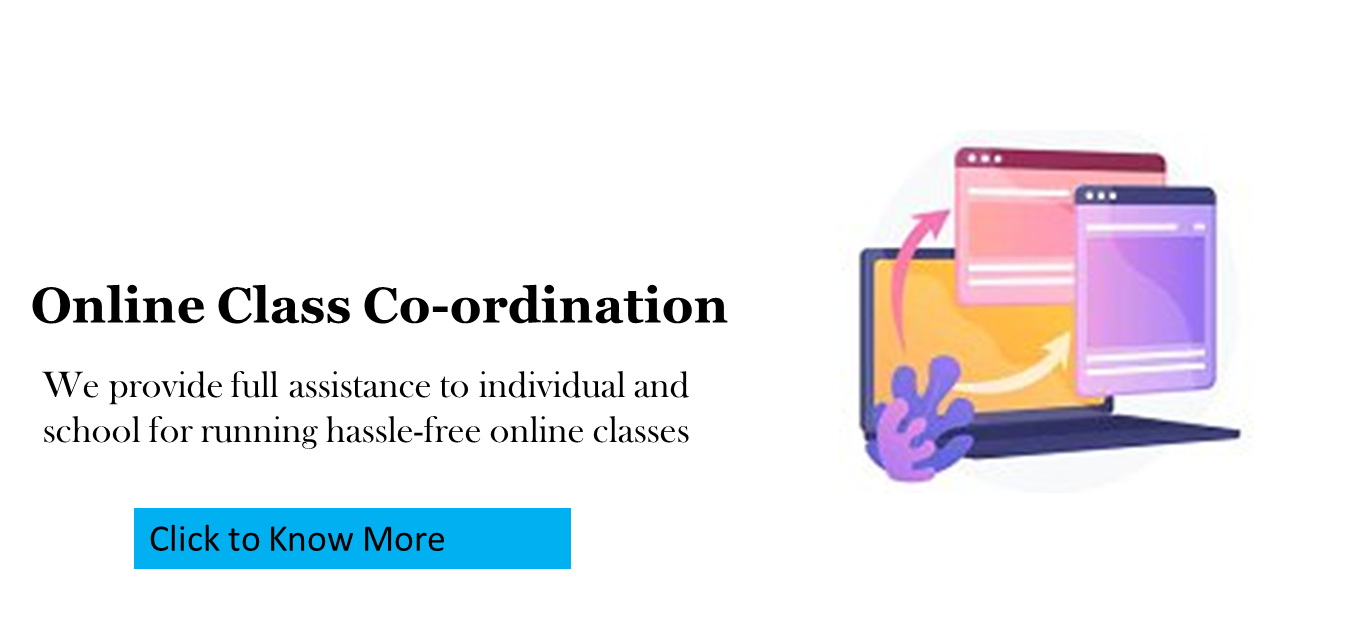 Online Class Co-ordination
We provide full assistance to individual and
school for running hassle-free online classes
Click to Know More